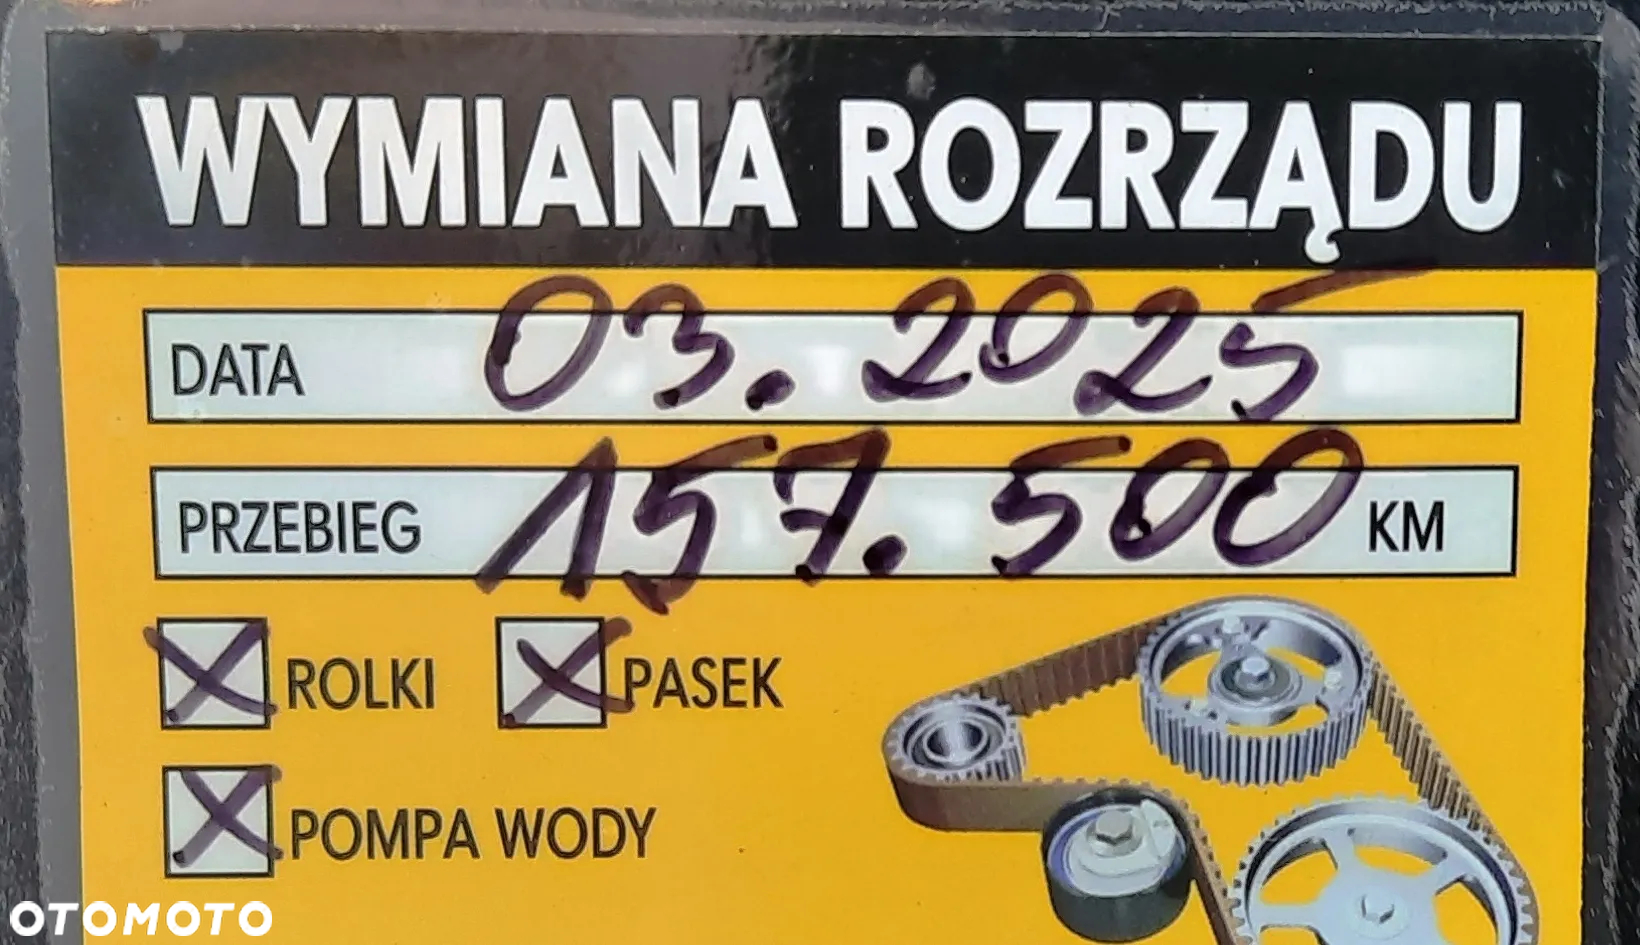 WYMIANA ROZRZĄDU
DATA 03.2025
PRZEBIEG 157.500 KM
ROLKI PASEK
POMPA WODY
OTOMOTO